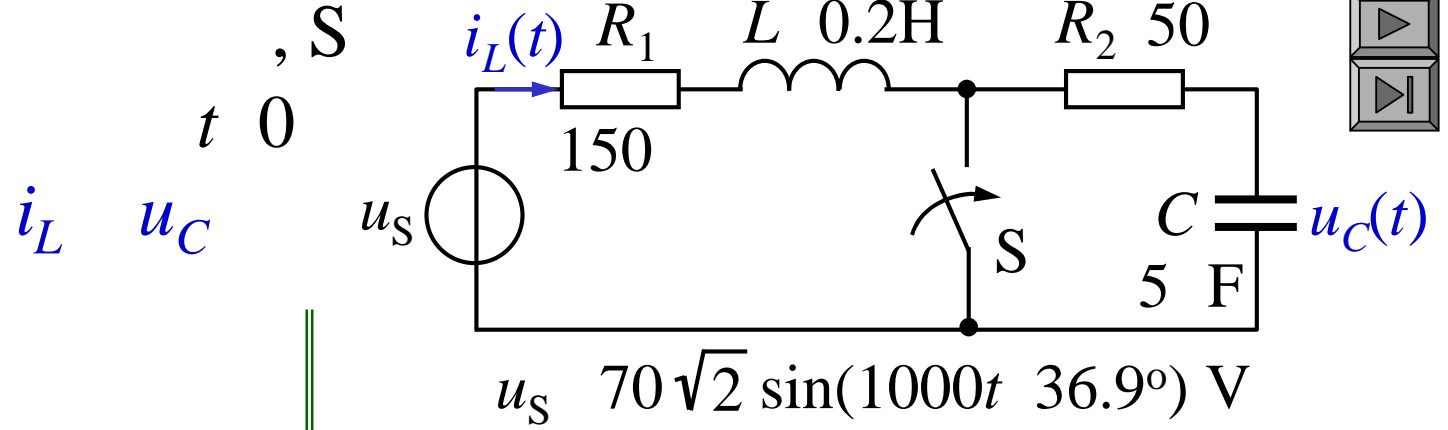 , S
i_L(t) R_1 L 0.2H R_2 50
t 0
150
i_L u_C u_S C u_C(t)
S
5 F
u_S 70√2 sin(1000t 36.9°) V